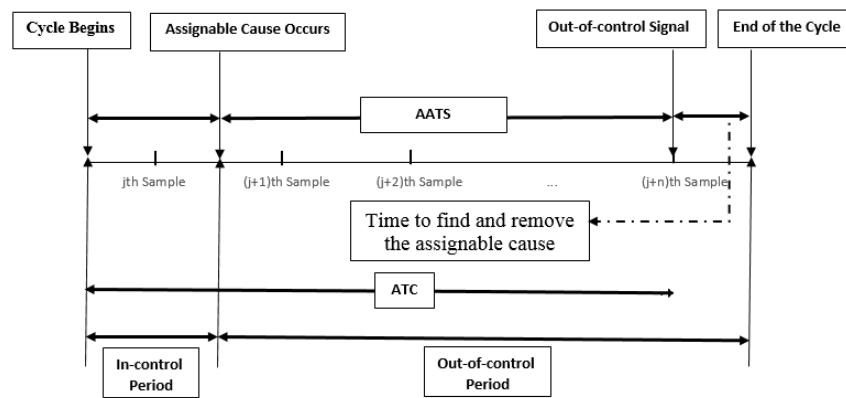 Cycle Begins
Assignable Cause Occurs
Out-of-control Signal
End of the Cycle
AATS
jth Sample
(j+1)th Sample
(j+2)th Sample
...
(j+n)th Sample
Time to find and remove
the assignable cause
ATC
In-control
Period
Out-of-control
Period